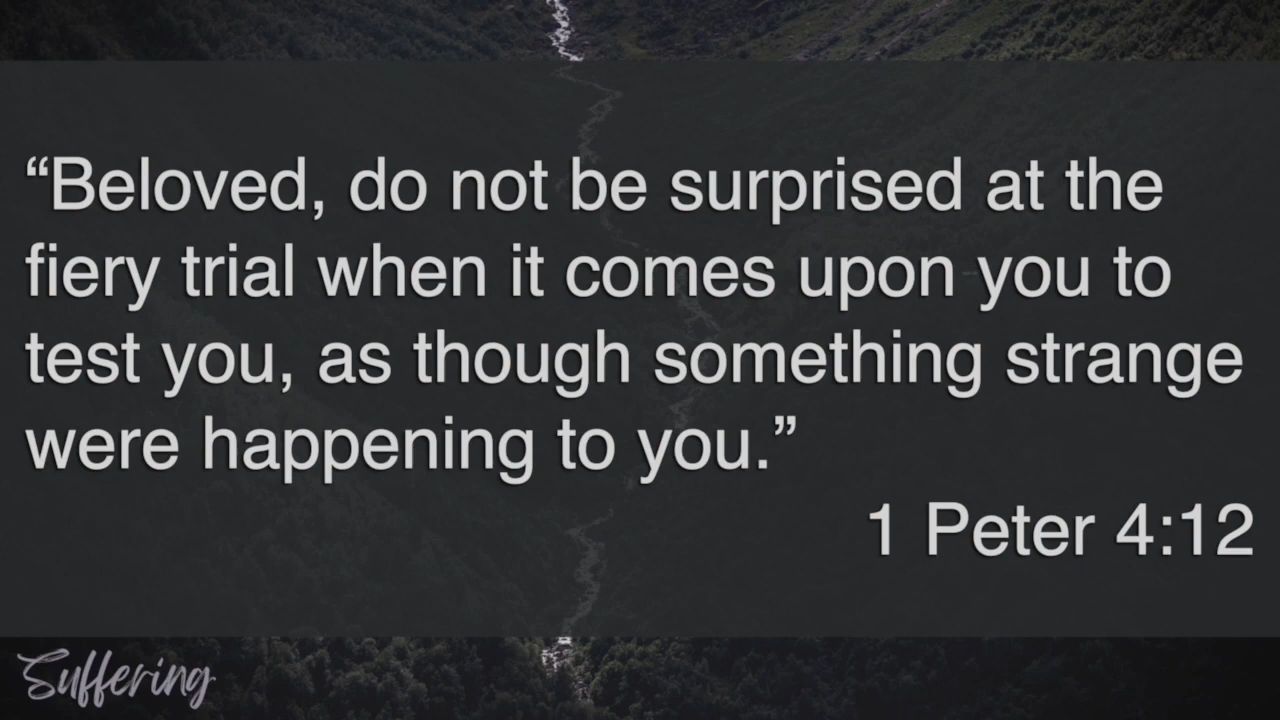 “Beloved, do not be surprised at the
fiery trial when it comes upon you to
test you, as though something strange
were happening to you.”
1 Peter 4:12
Suffering